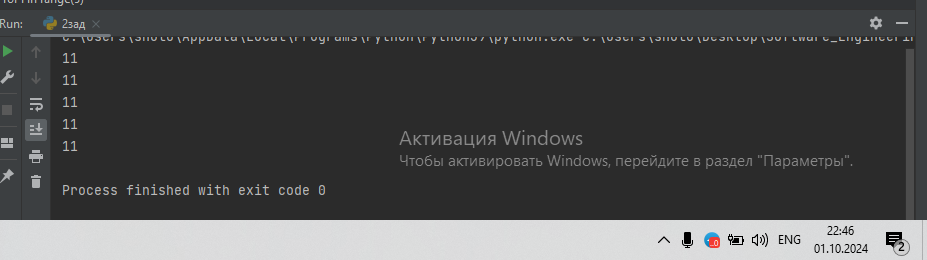 for i in range(5)
Run:
2зад
C:\Users\shoto\AppData\Local\Programs\Python\Python37\python.exe C:\Users\shoto\Desktop\Software_Engineerin
11
11
11
11
11
Активация Windows
Чтобы активировать Windows, перейдите в раздел "Параметры".
Process finished with exit code 0
ENG
22:46
01.10.2024
2